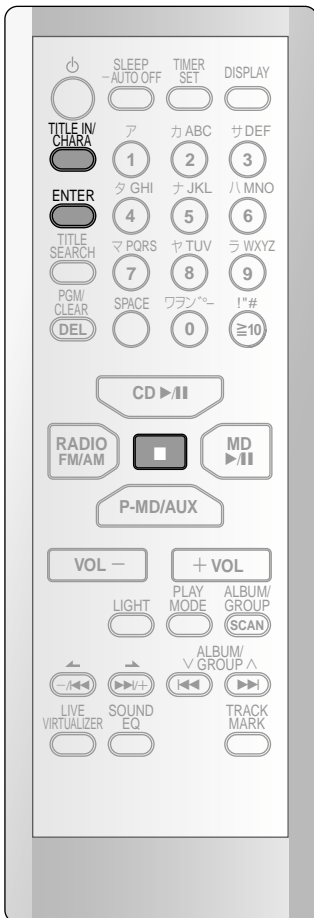 SLEEP TIMER
－AUTO OFF SET DISPLAY
TITLE IN/
CHARA ア カ ABC サ DEF
1 2 3
ENTER タ GHI ナ JKL ハ MNO
4 5 6
TITLE
SEARCH マ PQRS ヤ TUV ラ WXYZ
7 8 9
PGM/
CLEAR SPACE ワヲン゛゜ー !"#
DEL 0 ≧10
CD ▶/❙❙
RADIO
FM/AM ■ MD
▶/❙❙
P-MD/AUX
VOL － ＋ VOL
LIGHT PLAY
MODE ALBUM/
GROUP
SCAN
ALBUM/
∨ GROUP ∧
−/◀◀ ▶▶/+ ◀◀ ▶▶
LIVE
VIRTUALIZER SOUND
EQ TRACK
MARK